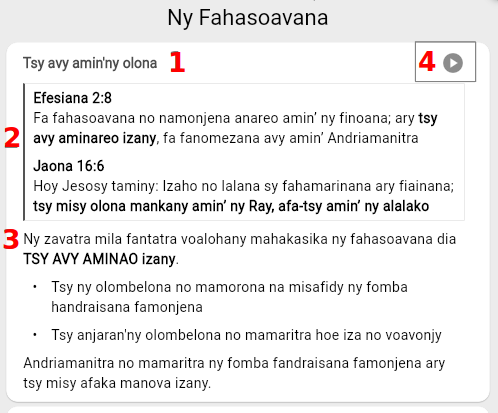 Ny Fahasoavana
Tsy avy amin'ny olona 1 4
Efesiana 2:8
Fa fahasoavana no namonjena anareo amin’ ny finoana; ary tsy
avy aminareo izany, fa fanomezana avy amin’ Andriamanitra
2
Jaona 16:6
Hoy Jesosy taminy: Izaho no lalana sy fahamarinana ary fiainana;
tsy misy olona mankany amin’ ny Ray, afa-tsy amin’ ny alalako
3 Ny zavatra mila fantatra voalohany mahakasika ny fahasoavana dia
TSY AVY AMINAO izany.
• Tsy ny olombelona no mamorona na misafidy ny fomba
handraisana famonjena
• Tsy anjaran'ny olombelona no mamaritra hoe iza no voavonjy
Andriamanitra no mamaritra ny fomba fandraisana famonjena ary
tsy misy afaka manova izany.